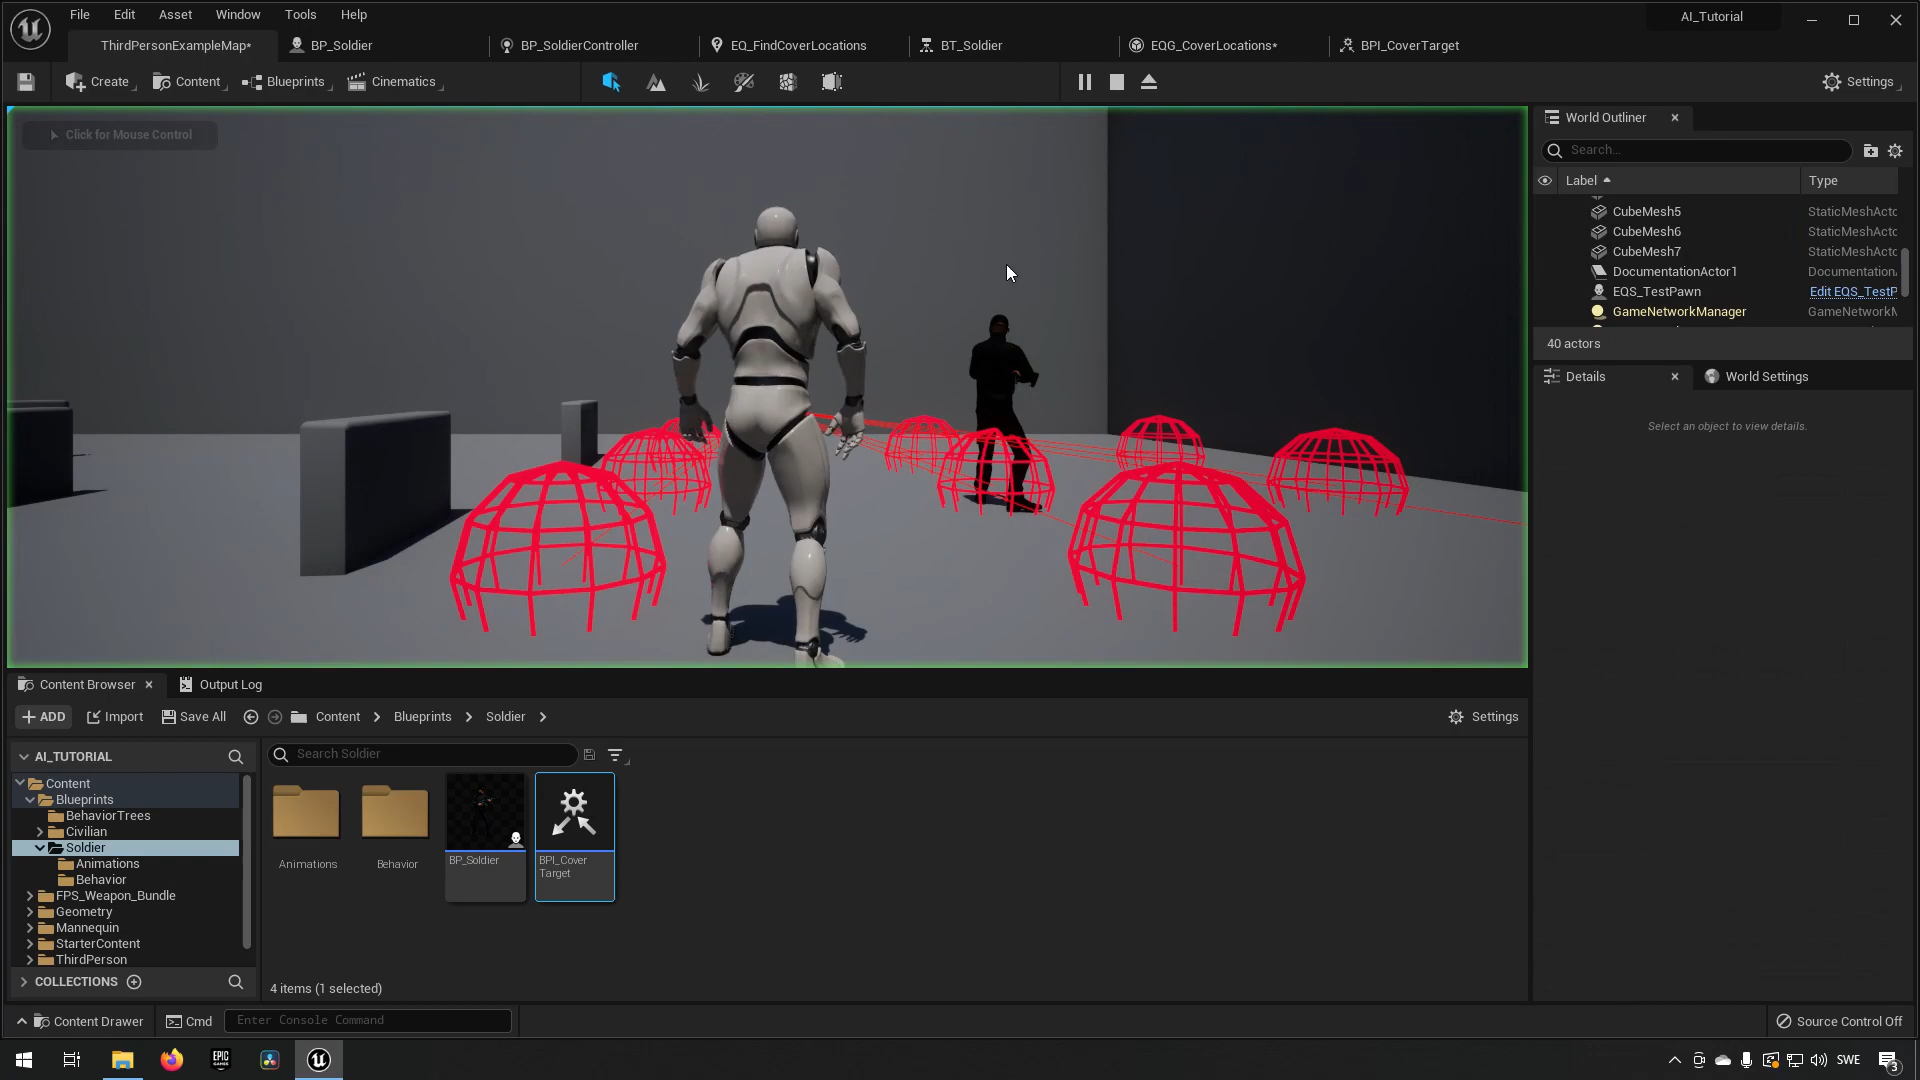 File Edit Asset Window Tools Help
AI_Tutorial
ThirdPersonExampleMap*
BP_Soldier
BP_SoldierController
EQ_FindCoverLocations
BT_Soldier
EQG_CoverLocations*
BPI_CoverTarget
Create
Content
Blueprints
Cinematics
Settings
Click for Mouse Control
World Outliner
Search...
Label
Type
CubeMesh5 StaticMeshActo
CubeMesh6 StaticMeshActo
CubeMesh7 StaticMeshActo
DocumentationActor1 Documentation
EQS_TestPawn Edit EQS_TestP
GameNetworkManager GameNetworkM
40 actors
Details
World Settings
Select an object to view details.
Content Browser
Output Log
ADD
Import
Save All
Content
Blueprints
Soldier
Settings
AI_TUTORIAL
Search Soldier
Content
Blueprints
BehaviorTrees
Civilian
Soldier
Animations
Behavior
FPS_Weapon_Bundle
Geometry
Mannequin
StarterContent
ThirdPerson
COLLECTIONS
Animations
Behavior
BP_Soldier
BPI_Cover
Target
4 items (1 selected)
Content Drawer
Cmd
Enter Console Command
Source Control Off
EPIC
GAMES
SWE
3